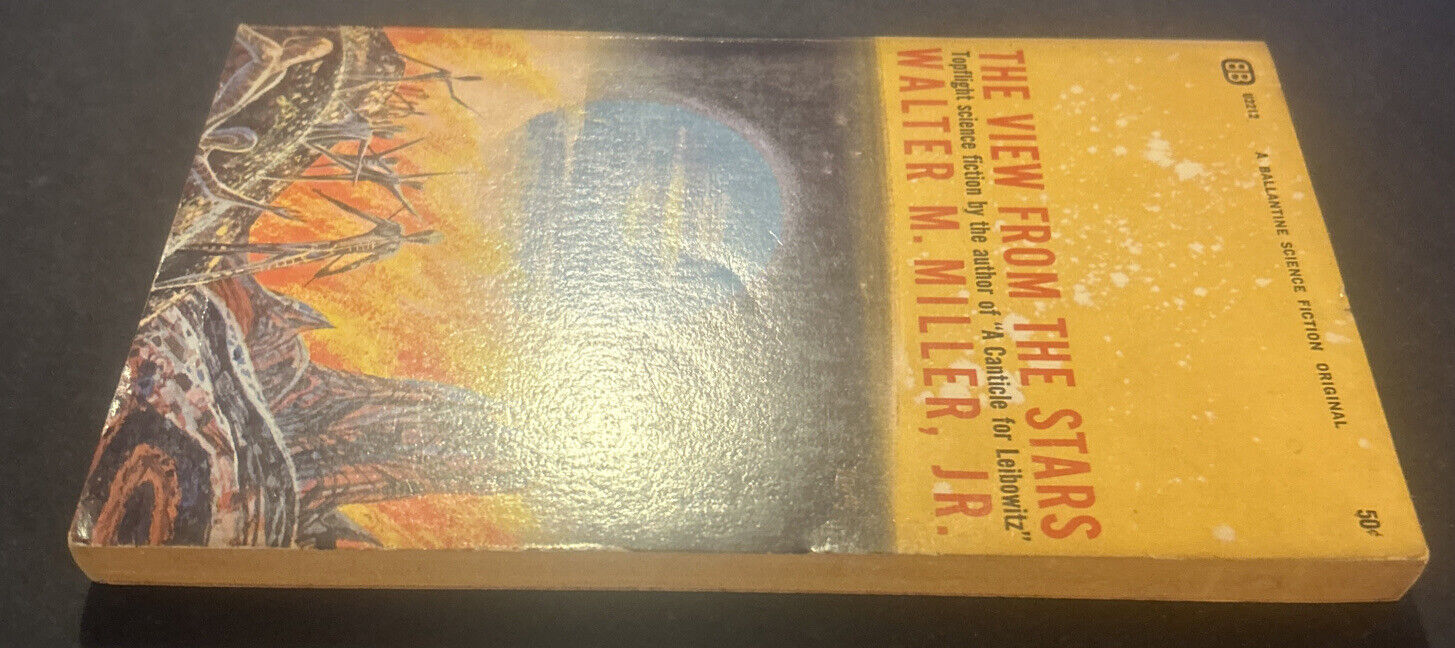 BB
U2212
A BALLANTINE SCIENCE FICTION ORIGINAL
50¢
THE VIEW FROM THE STARS
Topflight science fiction by the author of "A Canticle for Leibowitz"
WALTER M. MILLER, JR.